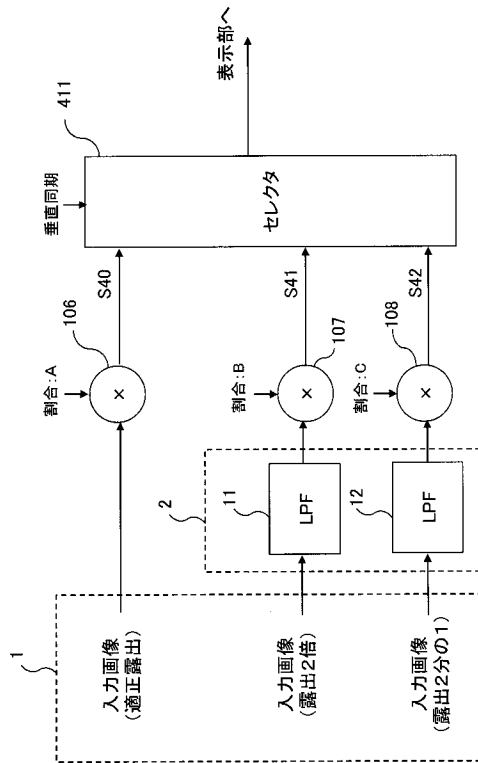 1
入力画像
(適正露出)
割合:A
106
×
S40
垂直同期
411
セレクタ
表示部へ
2
入力画像
(露出2倍)
11
LPF
割合:B
107
×
S41
入力画像
(露出2分の1)
12
LPF
割合:C
108
×
S42